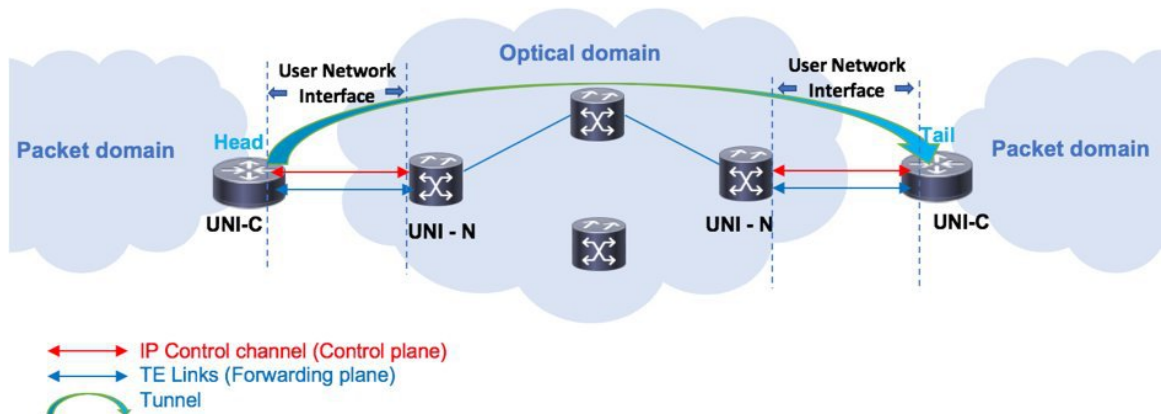 Optical domain
User Network
Interface
User Network
Interface
Head
Tail
Packet domain
Packet domain
UNI-C
UNI - N
UNI - N
UNI-C
IP Control channel (Control plane)
TE Links (Forwarding plane)
Tunnel